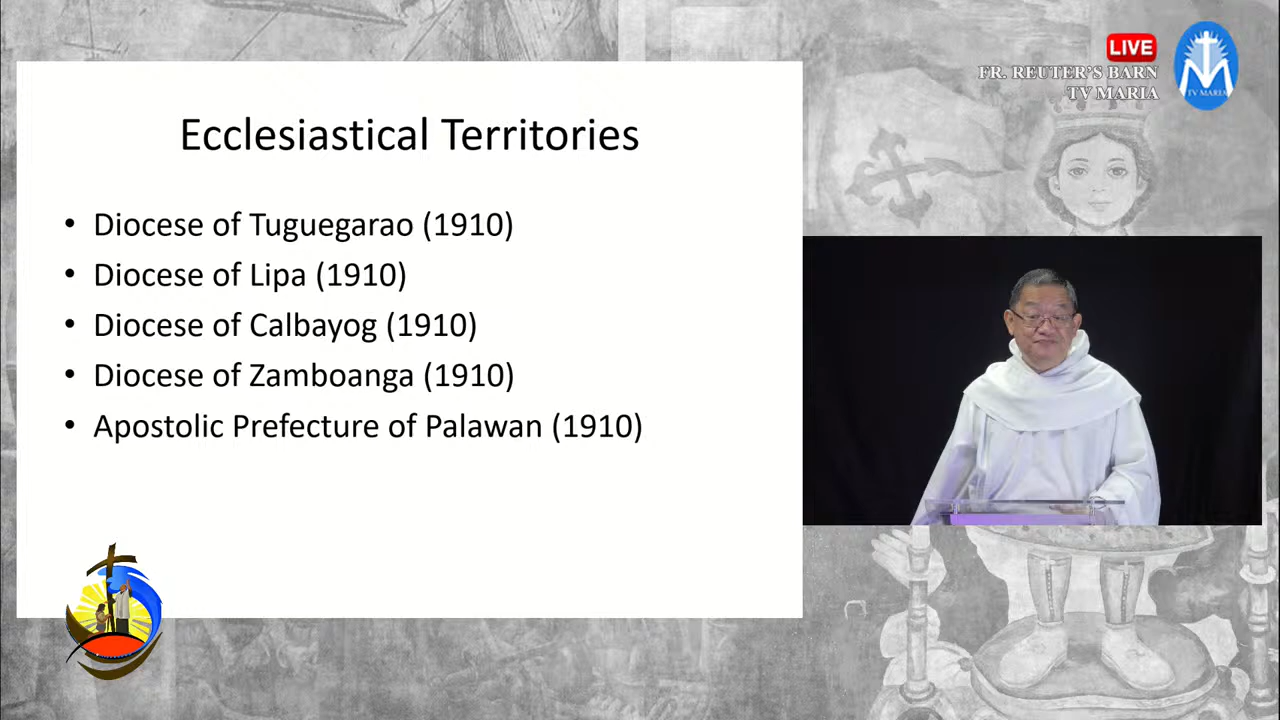 LIVE
FR. REUTER'S BARN
TV MARIA
TV MARIA
Ecclesiastical Territories
• Diocese of Tuguegarao (1910)
• Diocese of Lipa (1910)
• Diocese of Calbayog (1910)
• Diocese of Zamboanga (1910)
• Apostolic Prefecture of Palawan (1910)